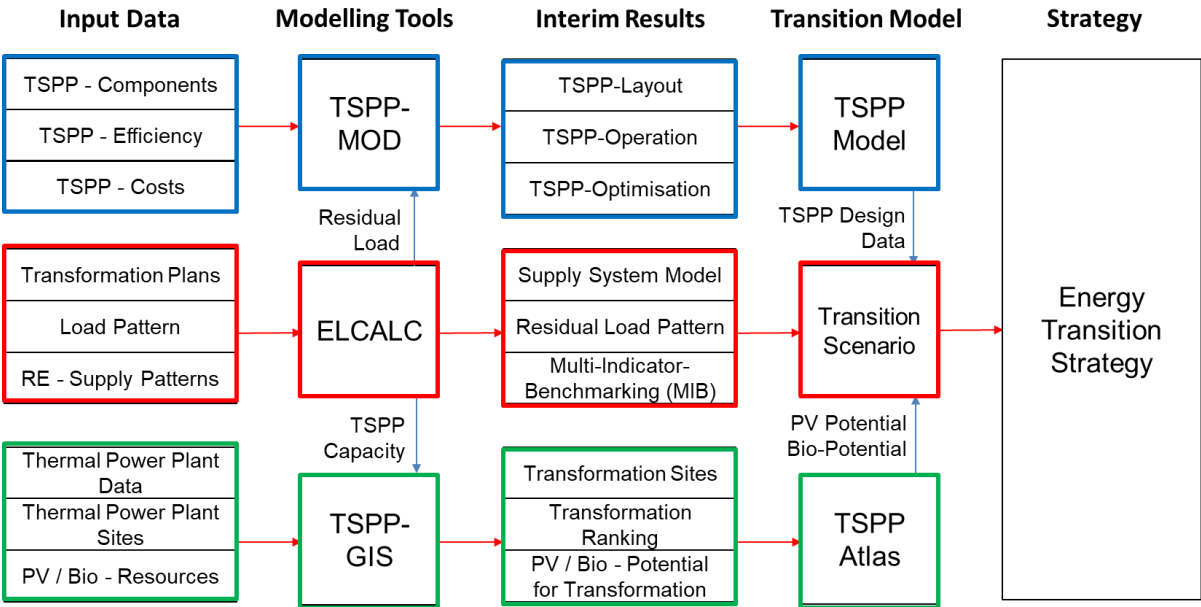 Input Data
Modelling Tools
Interim Results
Transition Model
Strategy
TSPP - Components
TSPP - Efficiency
TSPP - Costs
TSPP-
MOD
TSPP-Layout
TSPP-Operation
TSPP-Optimisation
TSPP
Model
Residual
Load
TSPP Design
Data
Transformation Plans
Load Pattern
RE - Supply Patterns
ELCALC
Supply System Model
Residual Load Pattern
Multi-Indicator-
Benchmarking (MIB)
Transition
Scenario
Energy
Transition
Strategy
TSPP
Capacity
PV Potential
Bio-Potential
Thermal Power Plant
Data
Thermal Power Plant
Sites
PV / Bio - Resources
TSPP-
GIS
Transformation Sites
Transformation
Ranking
PV / Bio - Potential
for Transformation
TSPP
Atlas